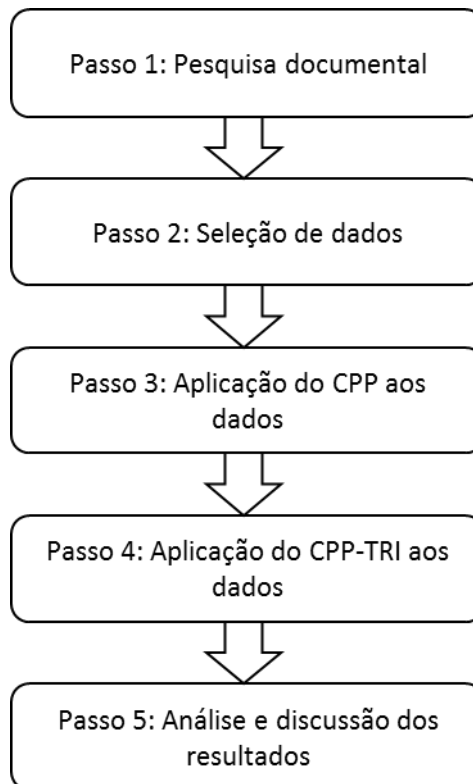 Passo 1: Pesquisa documental
Passo 2: Seleção de dados
Passo 3: Aplicação do CPP aos
dados
Passo 4: Aplicação do CPP-TRI aos
dados
Passo 5: Análise e discussão dos
resultados